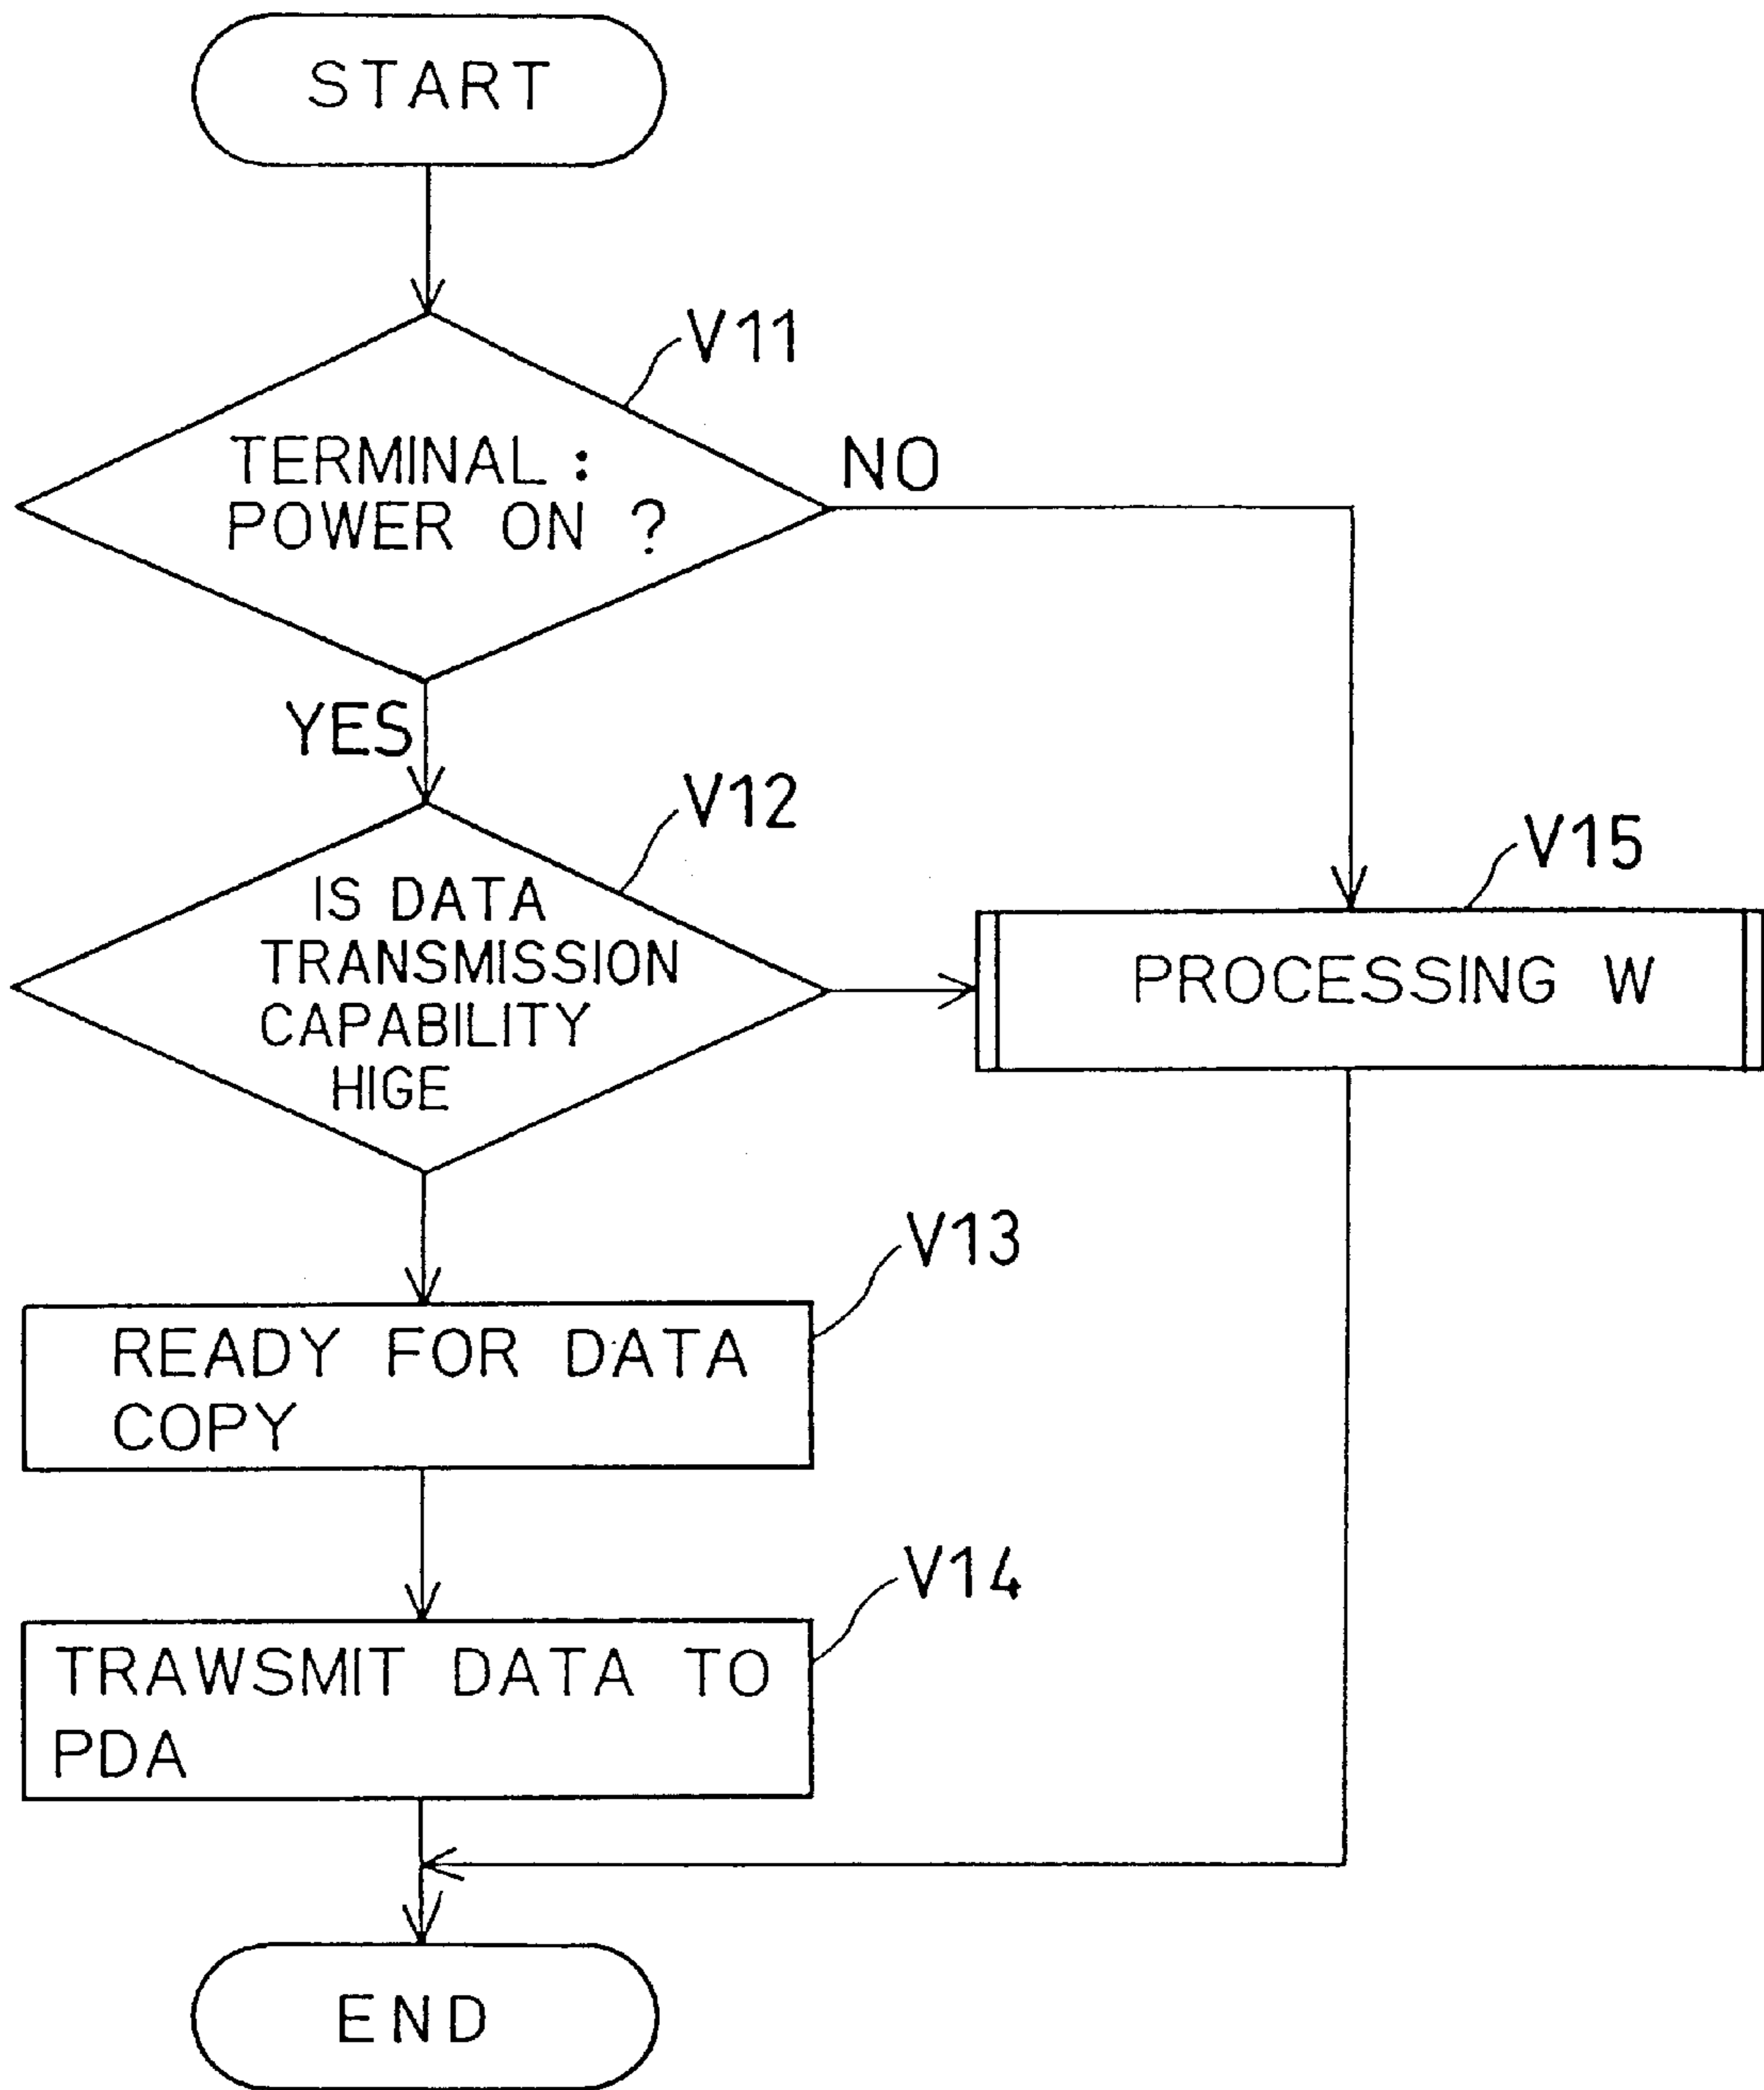 START
V11
TERMINAL :
POWER ON ?
NO
YES
V12
IS DATA
TRANSMISSION
CAPABILITY
HIGE
V15
PROCESSING W
V13
READY FOR DATA
COPY
V14
TRAWSMIT DATA TO
PDA
END